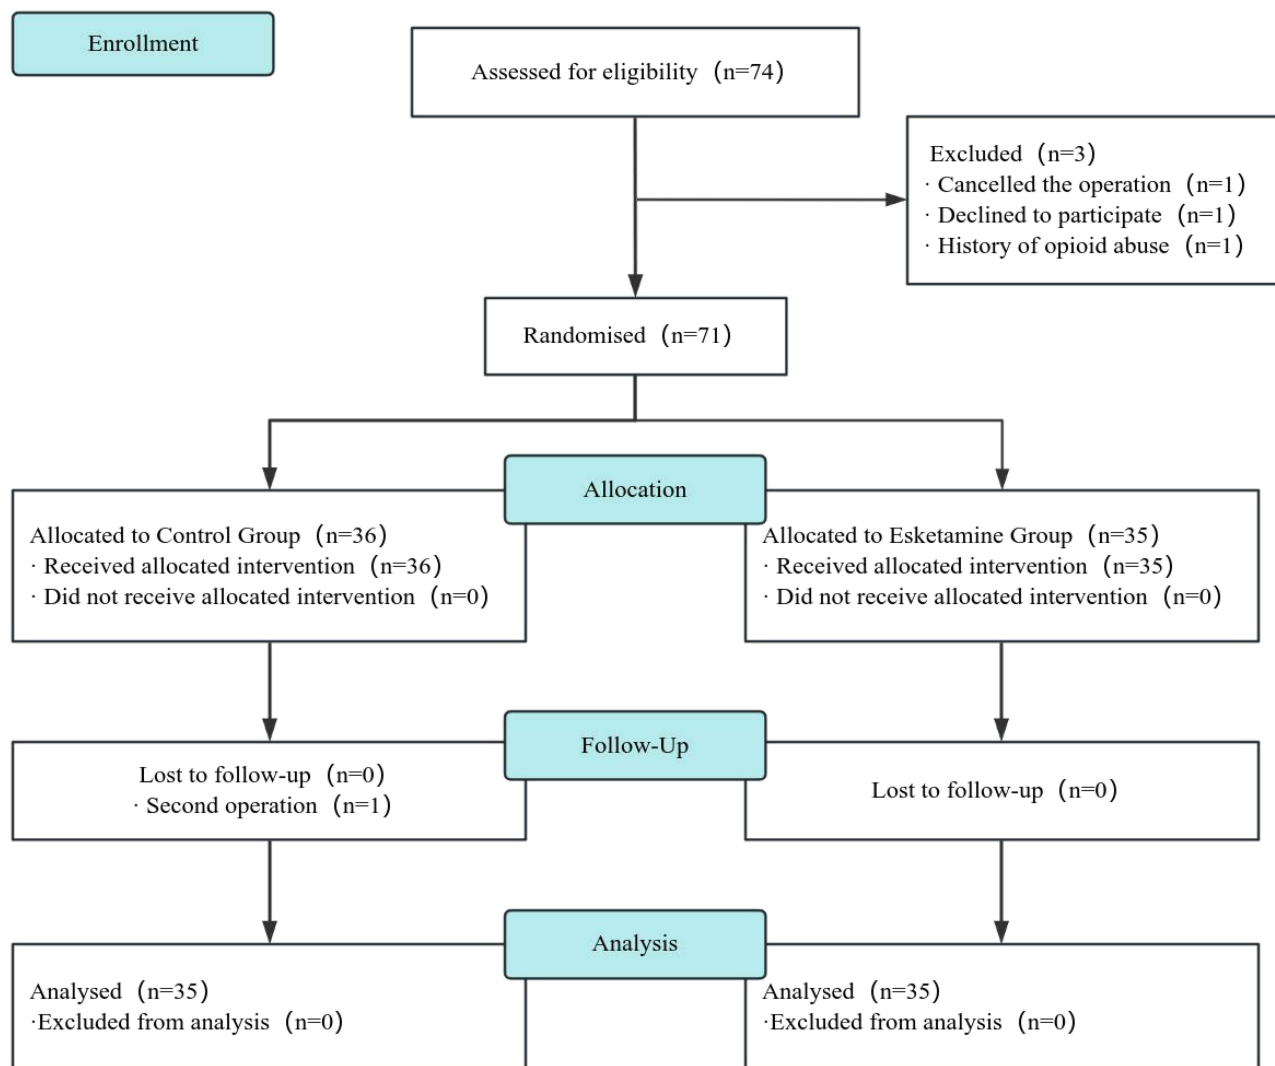 Enrollment
Assessed for eligibility（n=74）
Excluded（n=3）
· Cancelled the operation（n=1）
· Declined to participate（n=1）
· History of opioid abuse（n=1）
Randomised（n=71）
Allocation
Allocated to Control Group（n=36）
· Received allocated intervention（n=36）
· Did not receive allocated intervention（n=0）
Allocated to Esketamine Group（n=35）
· Received allocated intervention（n=35）
· Did not receive allocated intervention（n=0）
Follow-Up
Lost to follow-up（n=0）
· Second operation（n=1）
Lost to follow-up（n=0）
Analysis
Analysed（n=35）
·Excluded from analysis（n=0）
Analysed（n=35）
·Excluded from analysis（n=0）